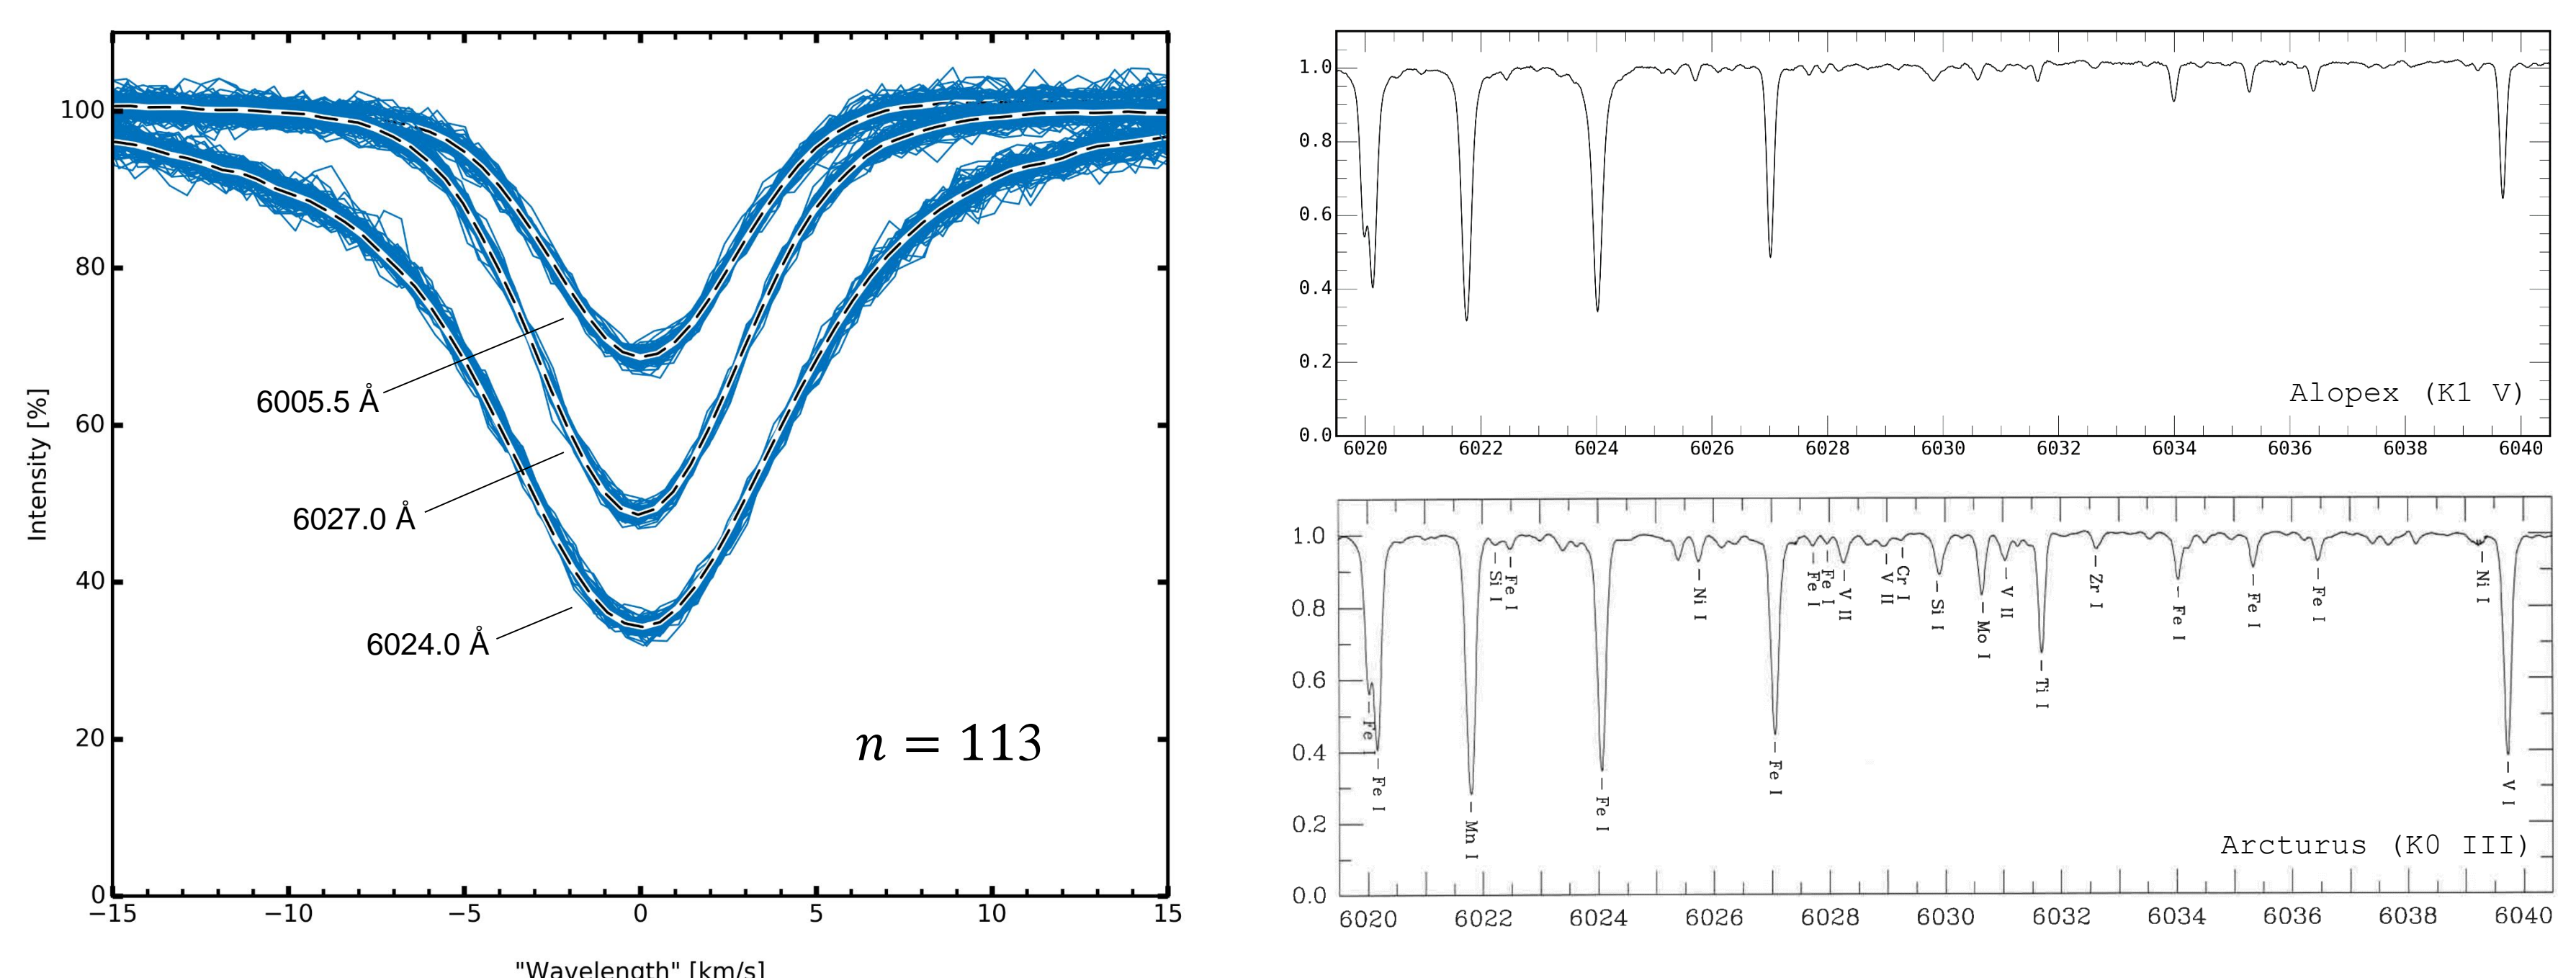 100
80
60
40
20
0
Intensity [%]
6005.5 Å
6027.0 Å
6024.0 Å
n = 113
−15 −10 −5 0 5 10 15
"Wavelength" [km/s]
1.0
0.8
0.6
0.4
0.2
0.0
Alopex (K1 V)
6020 6022 6024 6026 6028 6030 6032 6034 6036 6038 6040
1.0
0.8
0.6
0.4
0.2
0.0
Fe I
Fe I
Mn I
Si I
Fe I
Fe I
Ni I
Fe I
Fe I
Fe I
V II
V II
Cr I
Si I
Mo I
V II
Ti I
Zr I
Fe I
Fe I
Fe I
Ni I
V I
Arcturus (K0 III)
6020 6022 6024 6026 6028 6030 6032 6034 6036 6038 6040